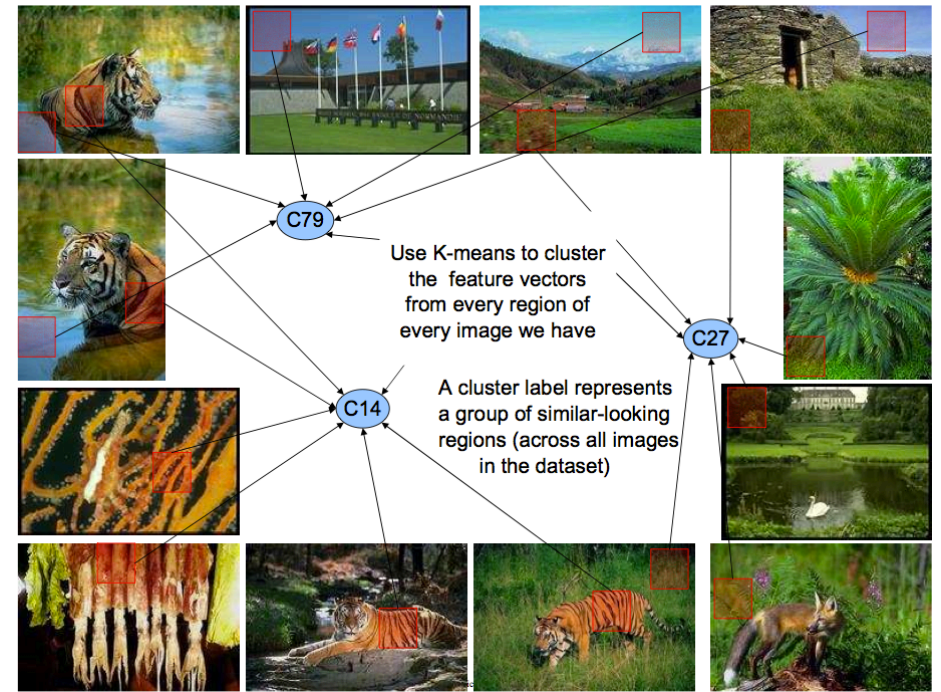 C79
Use K-means to cluster
the feature vectors
from every region of
every image we have
C27
C14
A cluster label represents
a group of similar-looking
regions (across all images
in the dataset)